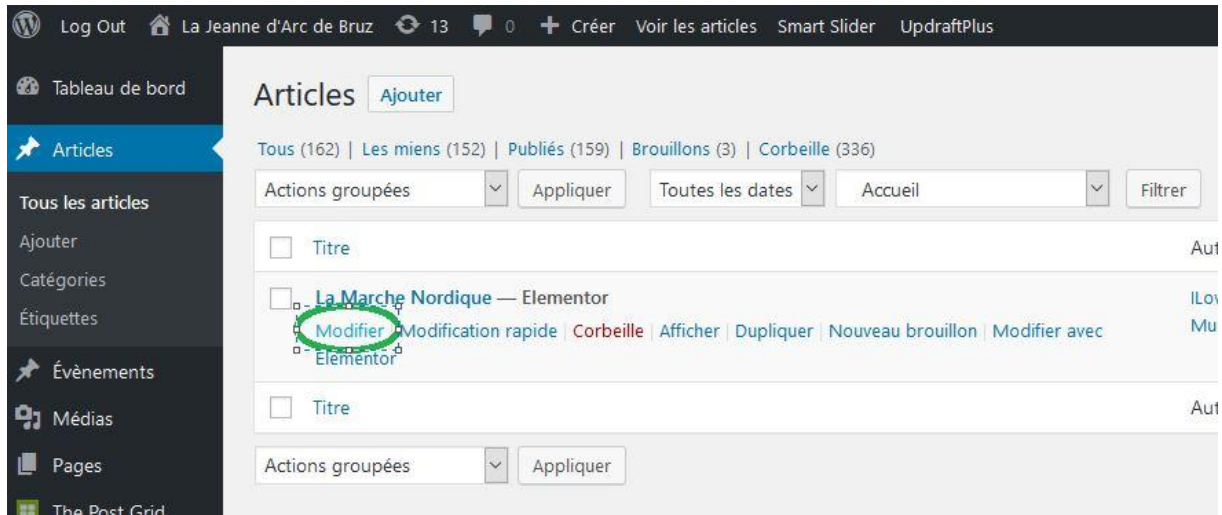 Log Out La Jeanne d'Arc de Bruz 13 0 Créer Voir les articles Smart Slider UpdraftPlus
Tableau de bord
Articles
Tous les articles
Ajouter
Catégories
Étiquettes
Évènements
Médias
Pages
The Post Grid
Articles Ajouter
Tous (162) | Les miens (152) | Publiés (159) | Brouillons (3) | Corbeille (336)
Actions groupées Appliquer Toutes les dates Accueil Filtrer
Titre Aut
La Marche Nordique — Elementor ILov
Modifier Modification rapide | Corbeille | Afficher | Dupliquer | Nouveau brouillon | Modifier avec Mu
Elementor
Titre Aut
Actions groupées Appliquer